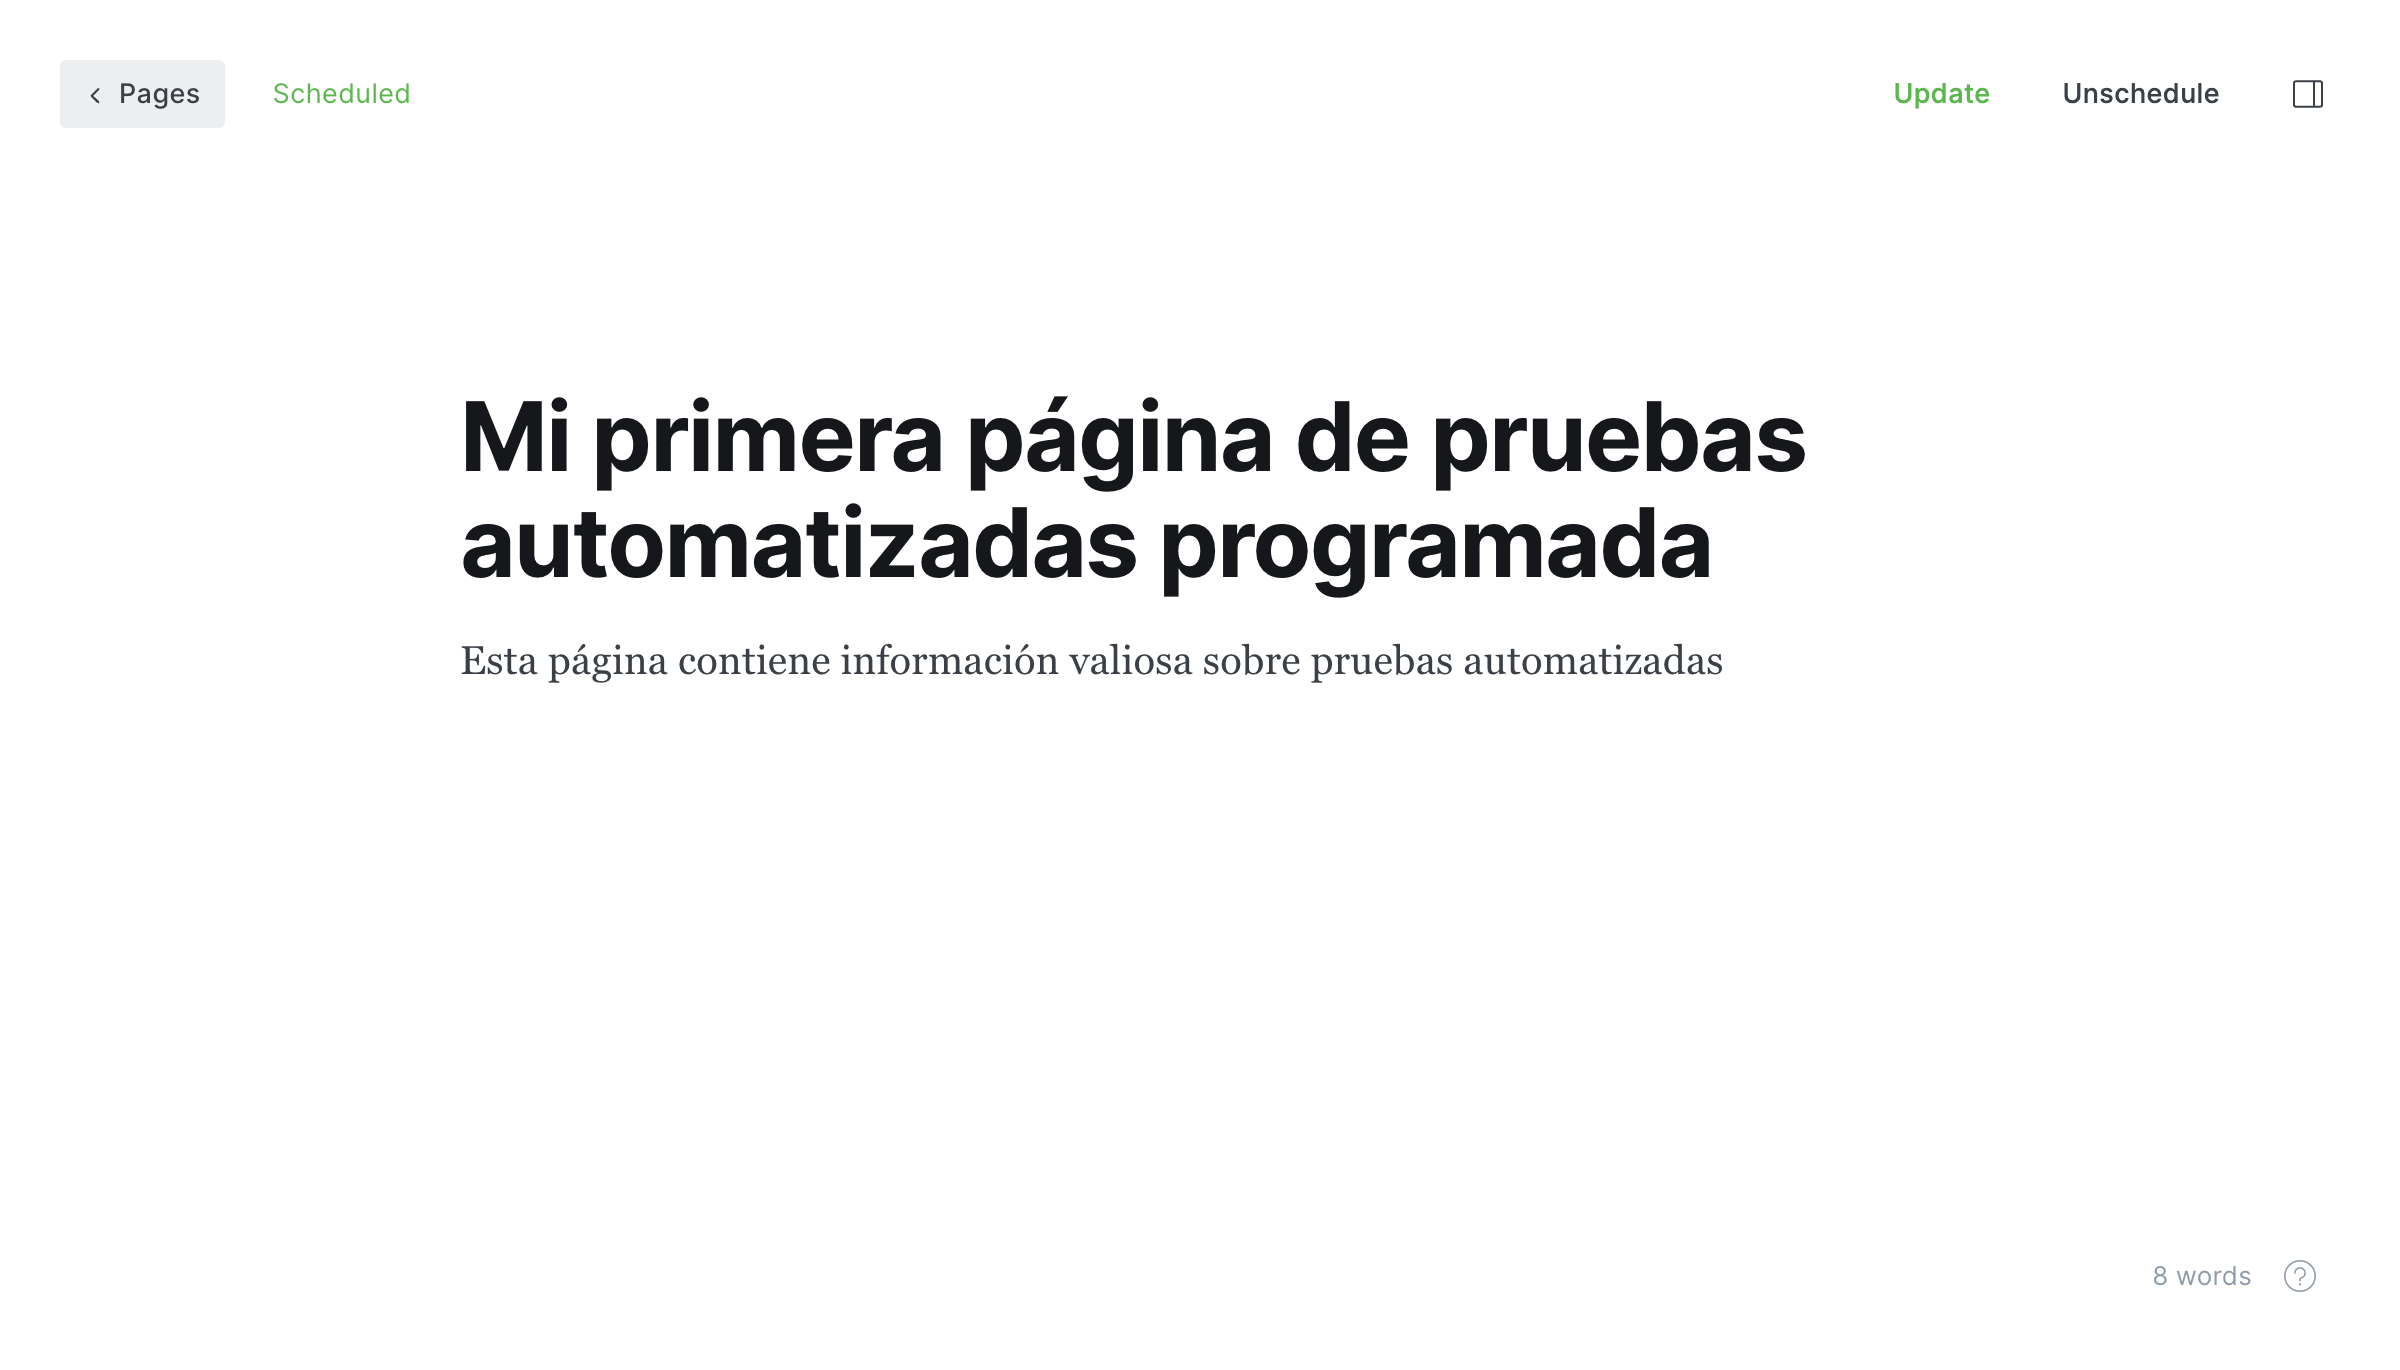 Pages
Scheduled
Update
Unschedule
Mi primera página de pruebas
automatizadas programada
Esta página contiene información valiosa sobre pruebas automatizadas
8 words
?